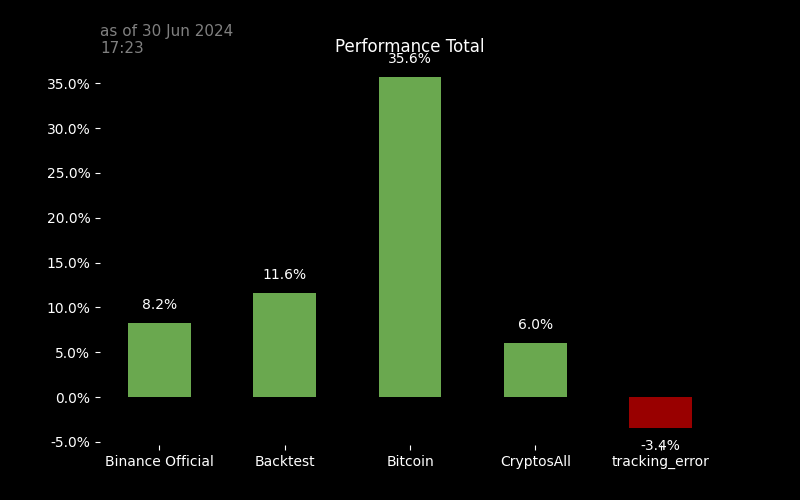 as of 30 Jun 2024
17:23
Performance Total
35.6%
35.0%
30.0%
25.0%
20.0%
15.0%
11.6%
10.0%
8.2%
6.0%
5.0%
0.0%
-5.0%
-3.4%
Binance Official
Backtest
Bitcoin
CryptosAll
tracking_error